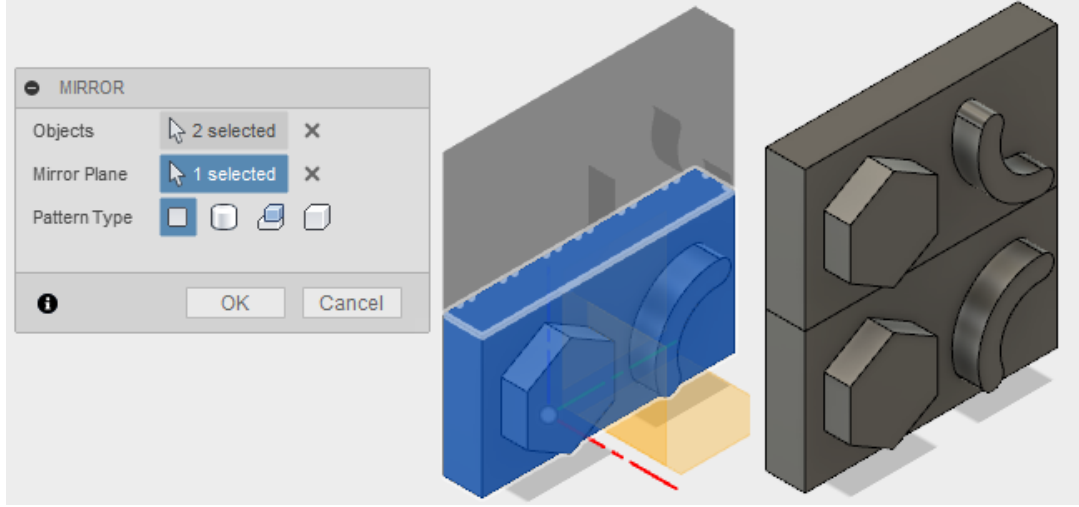 MIRROR
Objects 2 selected
Mirror Plane 1 selected
Pattern Type
OK Cancel